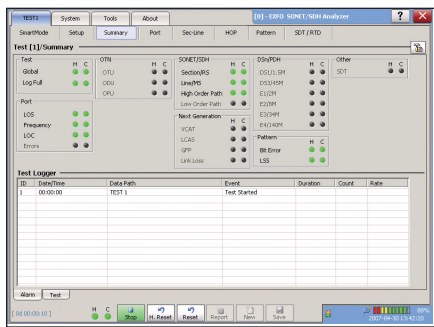 TEST1 System Tools About [0] - EXFO SONET/SDH Analyzer ? X
SmartMode Setup Summary Port Sec-Line HOP Pattern SDT / RTD
Test [1]/Summary
Test H C
Global
Log Full
Port
LOS
Frequency
LOC
Errors
OTN H C
OTU
ODU
OPU
SONET/SDH H C
Section/RS
Line/MS
High Order Path
Low Order Path
Next Generation H C
VCAT
LCAS
GFP
Link Loss
DSn/PDH H C
DS1/1.5M
DS3/45M
E1/2M
E2/8M
E3/34M
E4/140M
Pattern H C
Bit Error
LSS
Other H C
SDT
Test Logger
ID Date/Time Data Path Event Duration Count Rate
1 00:00:00 TEST 1 Test Started
Alarm Test
[ 0d 00:00:10 ] H C Stop H. Reset Reset Report New Save 88%
2007-04-30 13:42:20